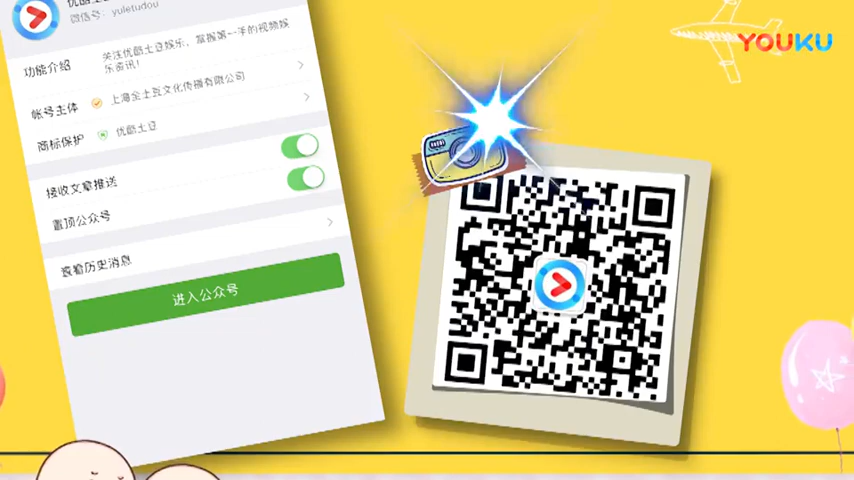 微信号: yuletudou
YOUKU
功能介绍
关注优酷土豆娱乐，掌握第一手的视频娱
乐资讯！
帐号主体
上海全土豆文化传播有限公司
商标保护
优酷土豆
接收文章推送
置顶公众号
查看历史消息
进入公众号